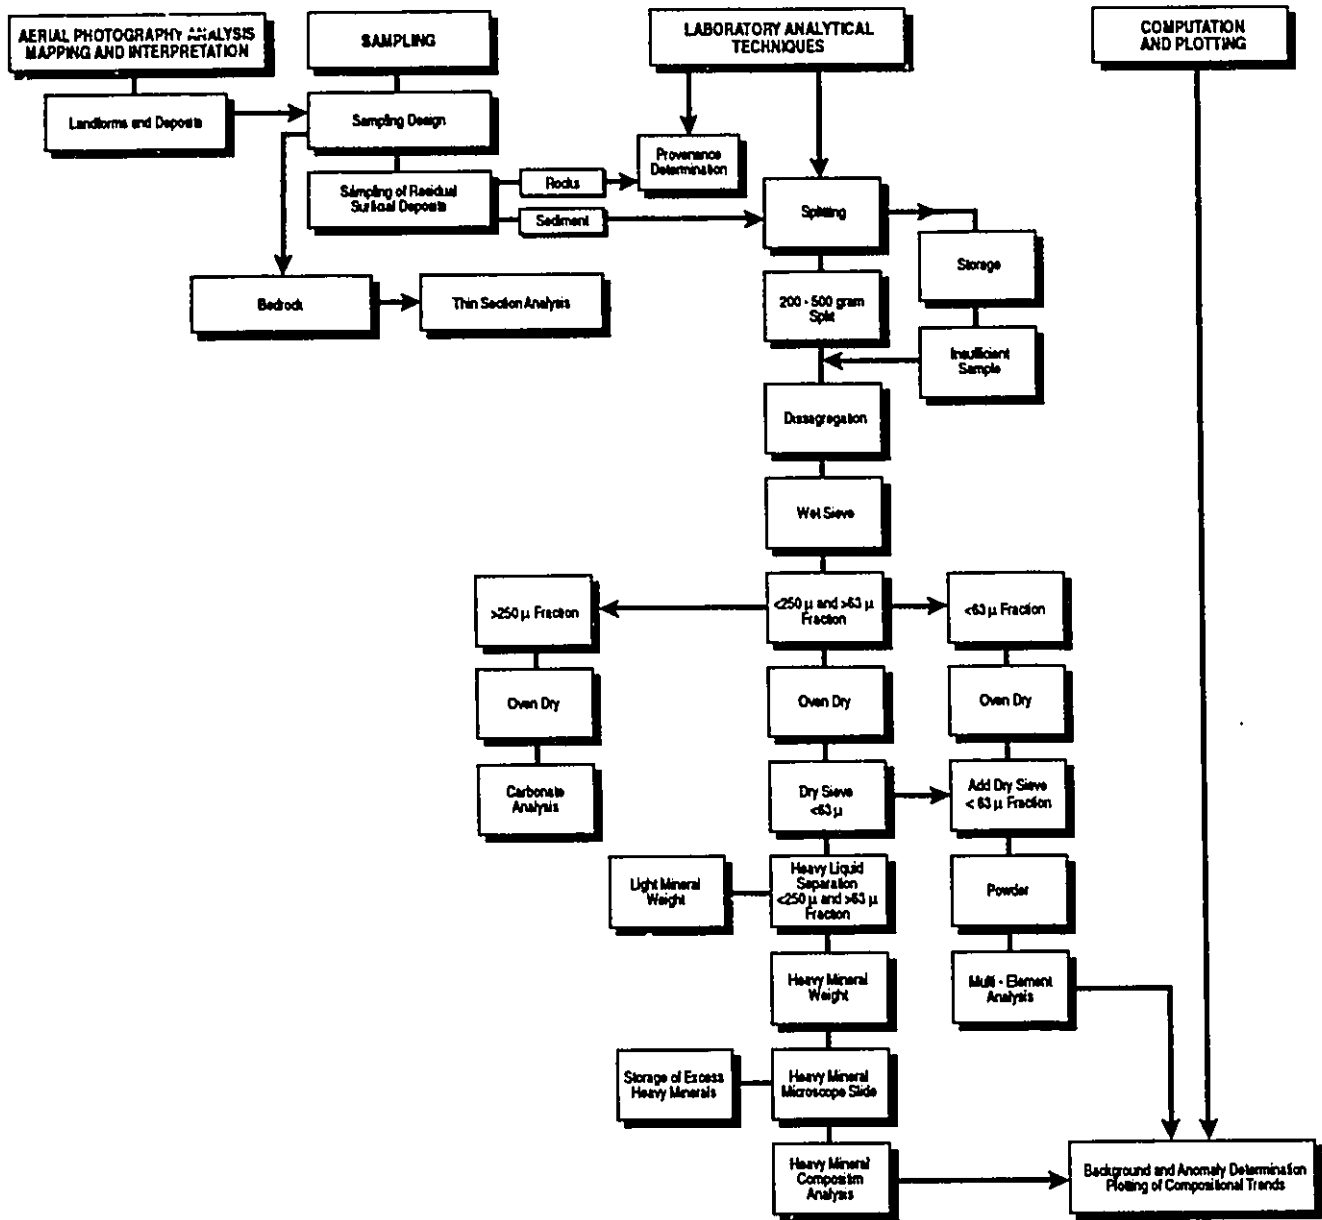 AERIAL PHOTOGRAPHY ANALYSIS
MAPPING AND INTERPRETATION
SAMPLING
LABORATORY ANALYTICAL
TECHNIQUES
COMPUTATION
AND PLOTTING
Landforms and Deposits
Sampling Design
Provenance
Determination
Sampling of Residual
Surficial Deposits
Rocks
Sediment
Splitting
Storage
Bedrock
Thin Section Analysis
200 - 500 gram
Split
Insufficient
Sample
Dissagregation
Wet Sieve
>250 µ Fraction
<250 µ and >63 µ
Fraction
<63 µ Fraction
Oven Dry
Oven Dry
Oven Dry
Carbonate
Analysis
Dry Sieve
<63 µ
Add Dry Sieve
< 63 µ Fraction
Light Mineral
Weight
Heavy Liquid
Separation
<250 µ and >63 µ
Fraction
Powder
Heavy Mineral
Weight
Multi - Element
Analysis
Storage of Excess
Heavy Minerals
Heavy Mineral
Microscope Slide
Heavy Mineral
Compositim
Analysis
Background and Anomaly Determination
Plotting of Compositional Trends